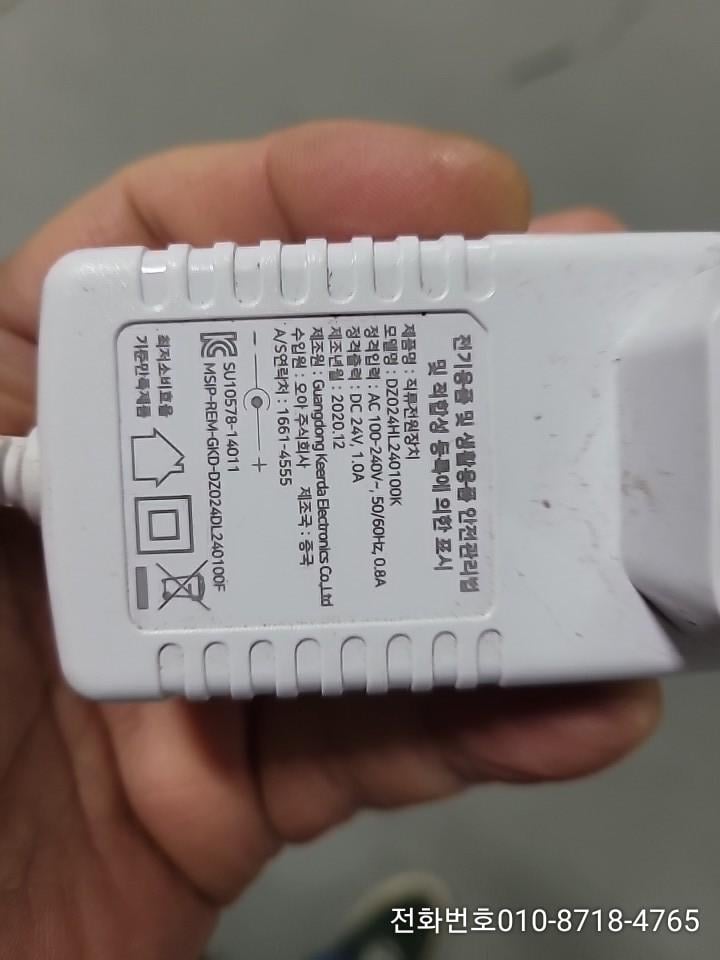 전기용품 및 생활용품 안전관리법
및 적합성 등록에 의한 표시
제품명 : 직류전원장치
모델명 : DZ024HL240100K
정격입력 : AC 100-240V~, 50/60Hz, 0.8A
정격출력 : DC 24V, 1.0A
제조년월 : 2020.12
제조원 : Guangdong Keerda Electronics Co.,Ltd
수입원 : 오아 주식회사 제조국 : 중국
A/S연락처 : 1661-4555
SU10578-14011
MSIP-REM-GKD-DZ024DL240100F
최저소비효율
기준만족제품
전화번호010-8718-4765